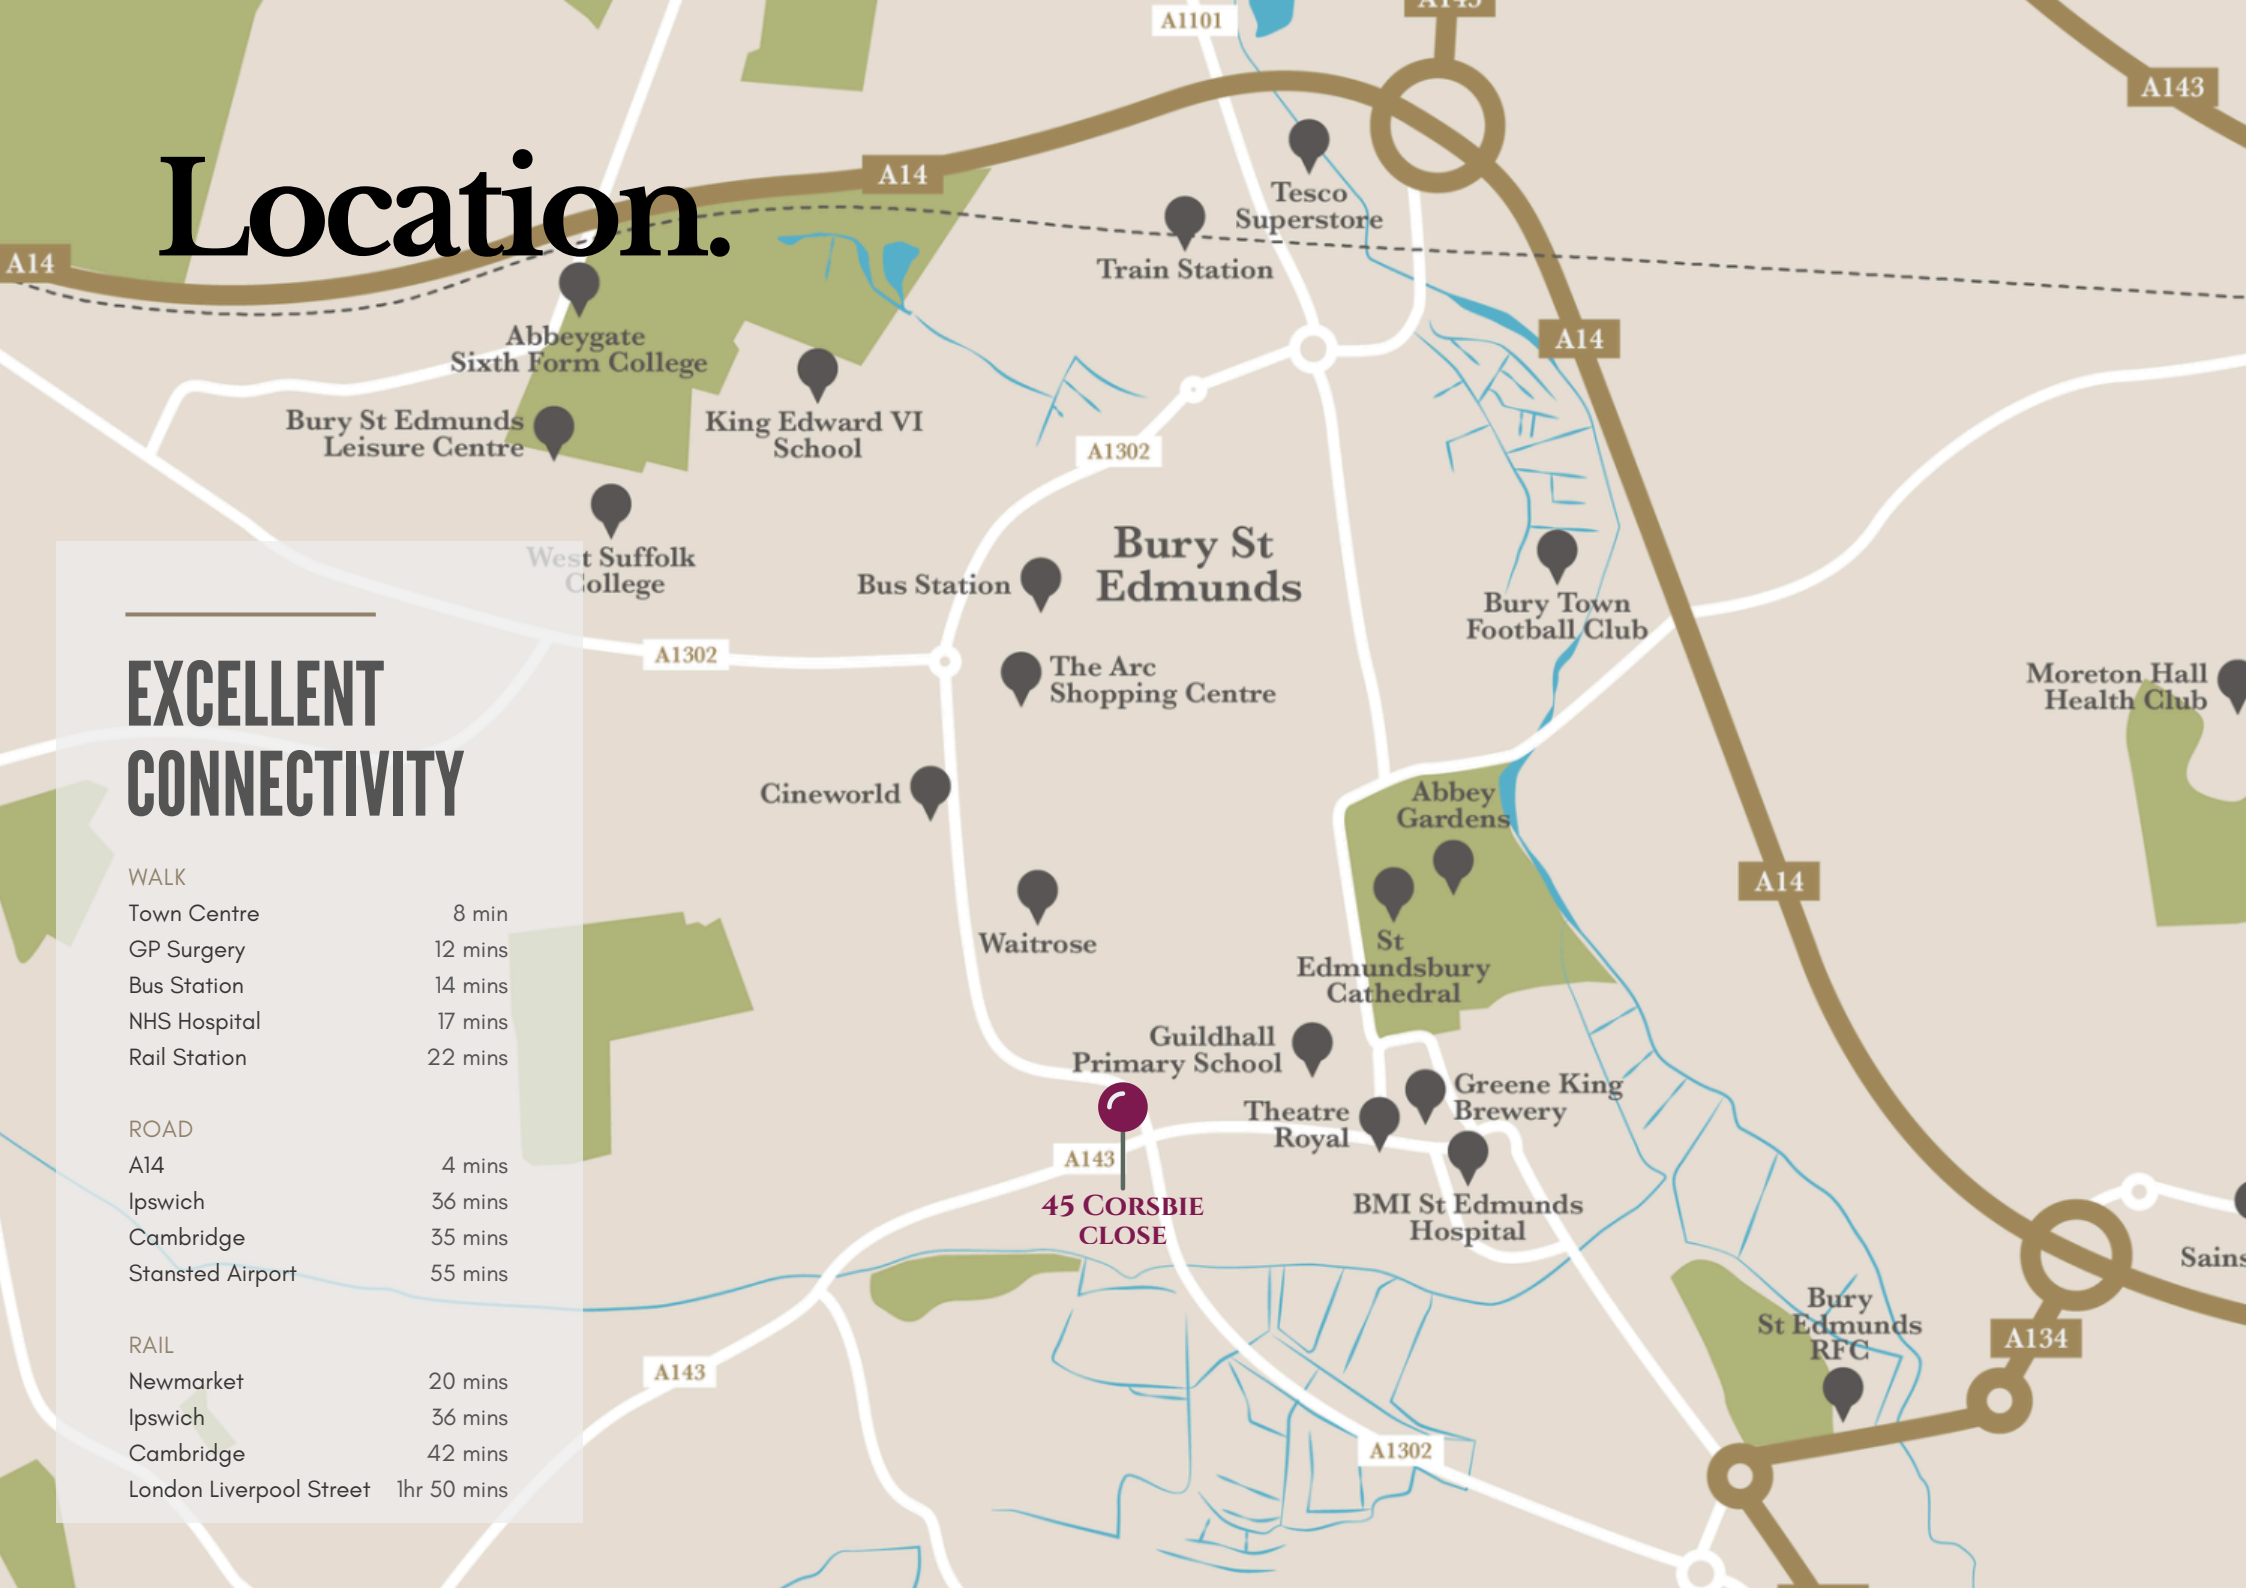 A1101
A143
A143
A14
Location.
Tesco
Superstore
A14
Train Station
Abbeygate
Sixth Form College
A14
Bury St Edmunds
Leisure Centre
King Edward VI
School
A1302
West Suffolk
College
Bury St
Edmunds
Bus Station
Bury Town
Football Club
A1302
The Arc
Shopping Centre
Moreton Hall
Health Club
Cineworld
Abbey
Gardens
A14
Waitrose
St
Edmundsbury
Cathedral
Guildhall
Primary School
Greene King
Brewery
Theatre
Royal
A143
45 CORSBIE
CLOSE
BMI St Edmunds
Hospital
Sains
Bury
St Edmunds
RFC
A134
A143
A1302
EXCELLENT
CONNECTIVITY
WALK
Town Centre 8 min
GP Surgery 12 mins
Bus Station 14 mins
NHS Hospital 17 mins
Rail Station 22 mins
ROAD
A14 4 mins
Ipswich 36 mins
Cambridge 35 mins
Stansted Airport 55 mins
RAIL
Newmarket 20 mins
Ipswich 36 mins
Cambridge 42 mins
London Liverpool Street 1hr 50 mins